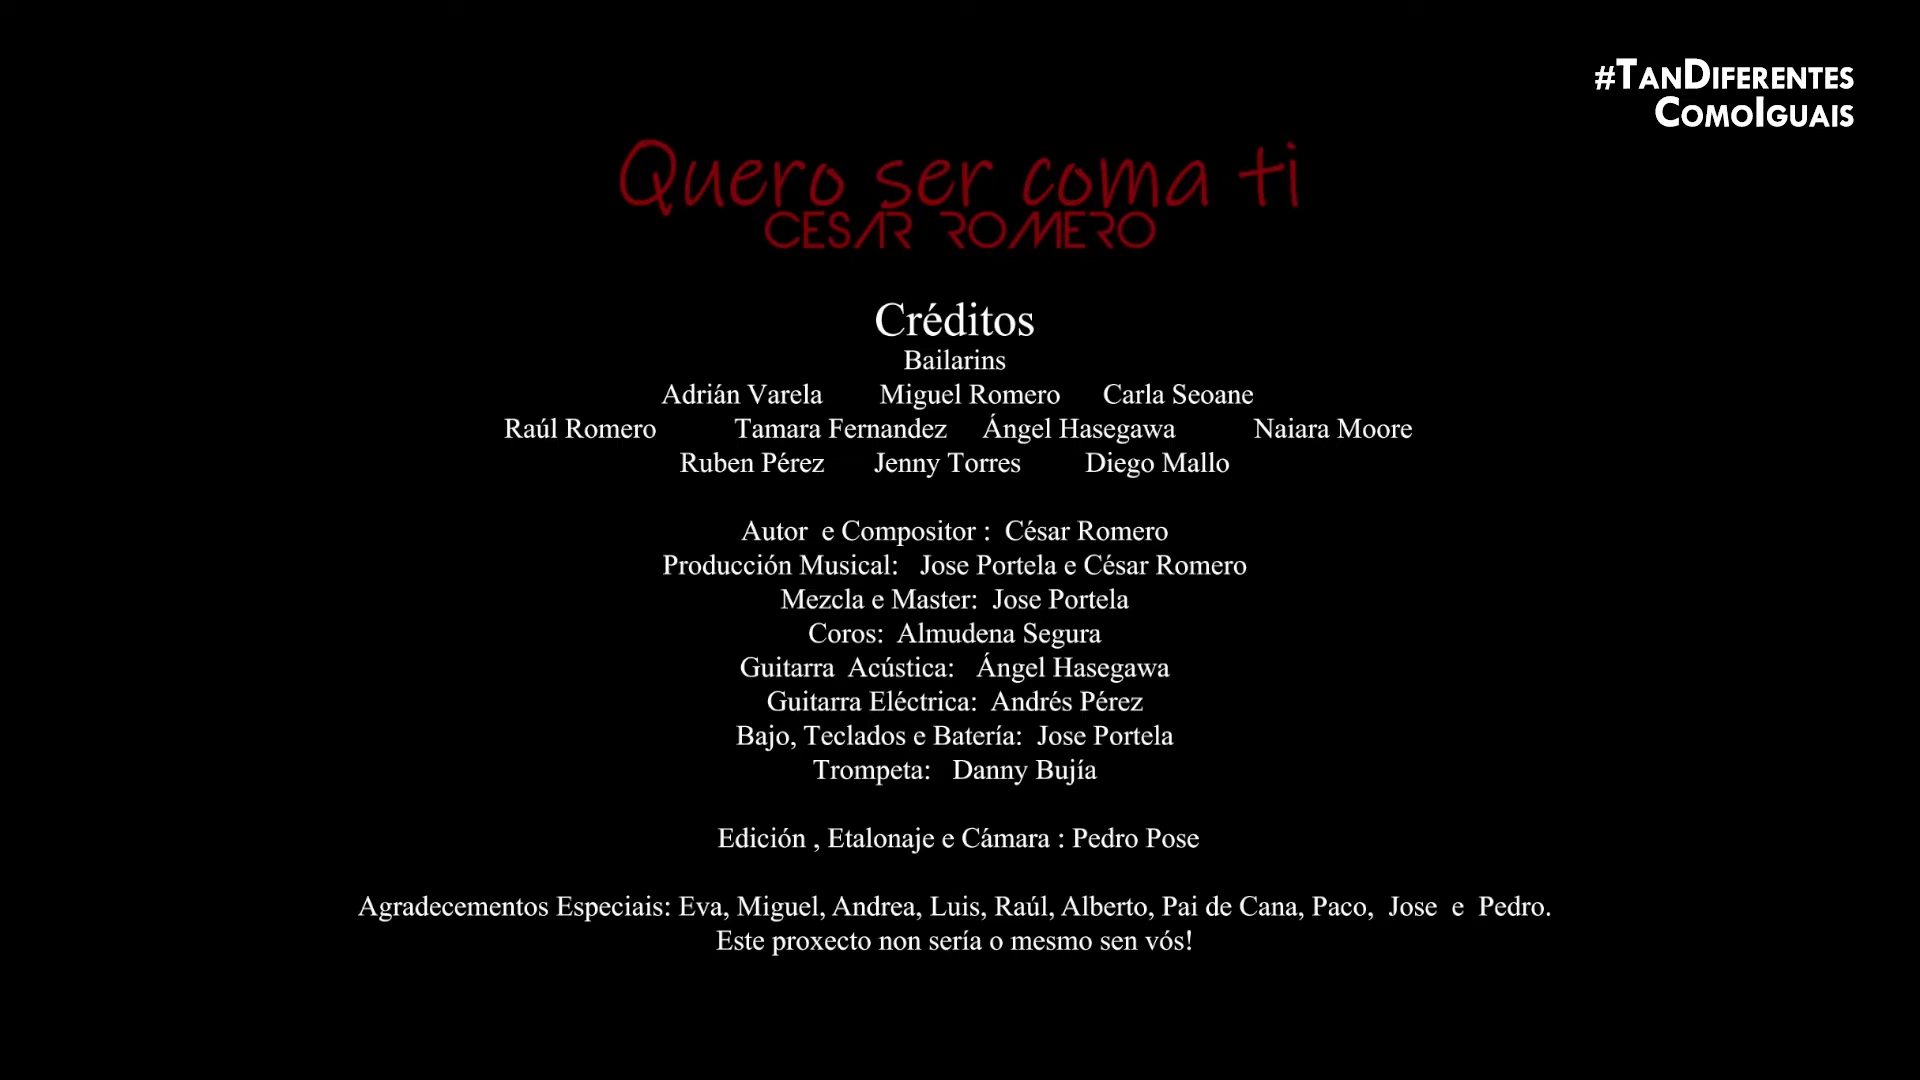 #TANDIFERENTES
COMOIGUAIS
Quero ser coma ti
CESAR ROMERO
Créditos
Bailarins
Adrián Varela Miguel Romero Carla Seoane
Raúl Romero Tamara Fernandez Ángel Hasegawa Naiara Moore
Ruben Pérez Jenny Torres Diego Mallo
Autor e Compositor : César Romero
Producción Musical: Jose Portela e César Romero
Mezcla e Master: Jose Portela
Coros: Almudena Segura
Guitarra Acústica: Ángel Hasegawa
Guitarra Eléctrica: Andrés Pérez
Bajo, Teclados e Batería: Jose Portela
Trompeta: Danny Bujía
Edición , Etalonaje e Cámara : Pedro Pose
Agradecementos Especiais: Eva, Miguel, Andrea, Luis, Raúl, Alberto, Pai de Cana, Paco, Jose e Pedro.
Este proxecto non sería o mesmo sen vós!